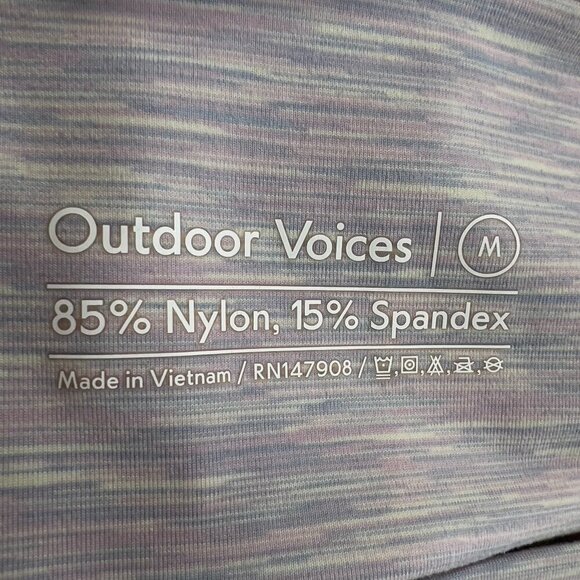 Outdoor Voices | M
85% Nylon, 15% Spandex
Made in Vietnam / RN147908 /